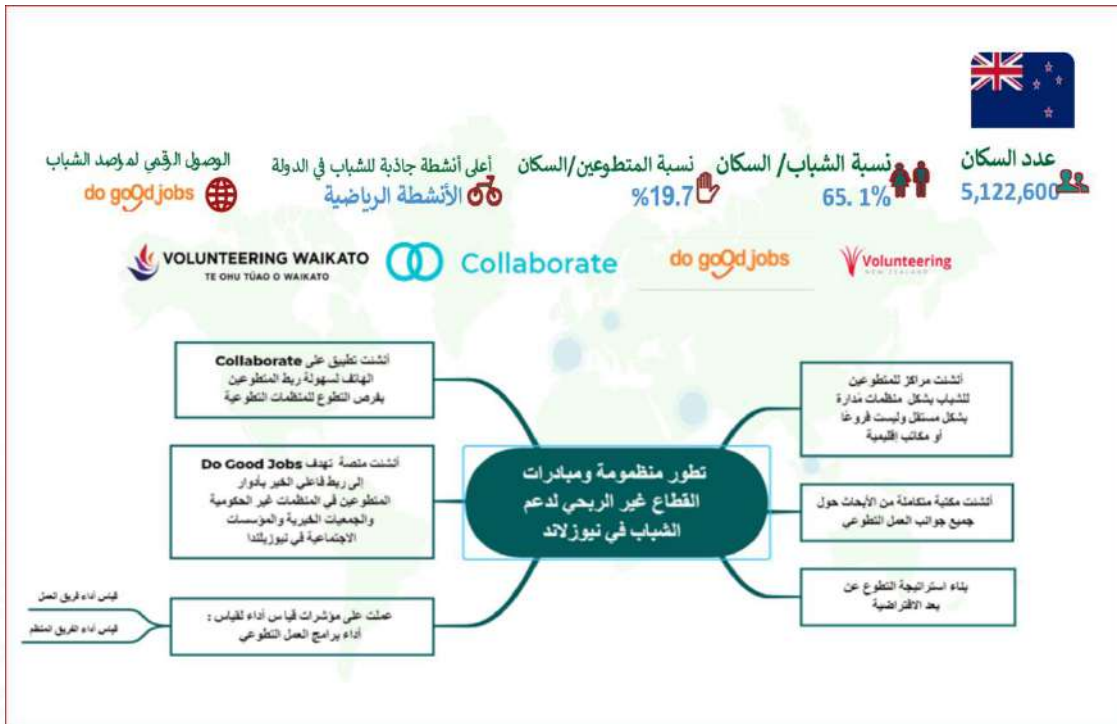 عدد السكان
5,122,600
نسبة الشباب/ السكان
65. 1%
نسبة المتطوعين/السكان
%19.7
أعلى أنشطة جاذبة للشباب في الدولة
الأنشطة الرياضية
الوصول الرقمي لمراصد الشباب
do goOd jobs
Volunteering
NEW ZEALAND
do goOd jobs
Collaborate
VOLUNTEERING WAIKATO
TE OHU TŪAO O WAIKATO
تطور منظمومة ومبادرات
القطاع غير الربحي لدعم
الشباب في نيوزلاند
أنشئت مراكز للمتطوعين
للشباب بشكل منظمات مُدارة
بشكل مستقل وليست فروعًا
أو مكاتب إقليمية
أنشئت مكتبة متكاملة من الأبحاث حول
جميع جوانب العمل التطوعي
بناء استراتيجة التطوع عن
بعد الافتراضية
أنشئت تطبيق على Collaborate
الهاتف لسهولة ربط المتطوعين
بفرص التطوع للمنظمات التطوعية
أنشئت منصة تهدف Do Good Jobs
إلى ربط فاعلي الخير بأدوار
المتطوعين في المنظمات غير الحكومية
والجمعيات الخيرية والمؤسسات
الاجتماعية في نيوزيلندا
عملت على مؤشرات قياس أداء لقياس :
أداء برامج العمل التطوعي
قياس أداء فريق العمل
قياس أداء الفريق المنظم